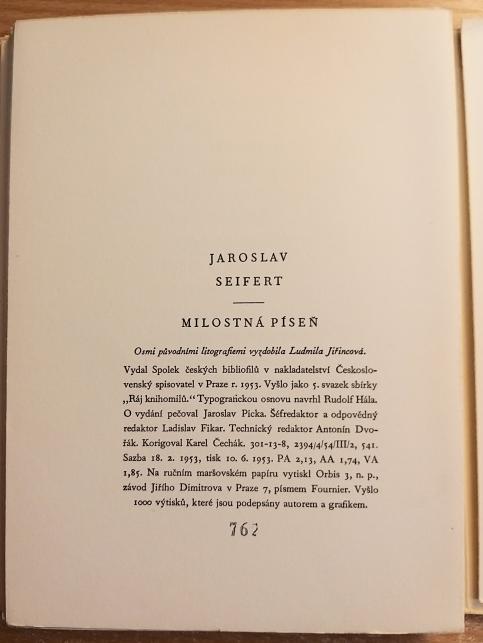 JAROSLAV
SEIFERT
MILOSTNÁ PÍSEŇ
Osmi původními litografiemi vyzdobila Ludmila Jiřincová.
Vydal Spolek českých bibliofilů v nakladatelství Českoslo-
venský spisovatel v Praze r. 1953. Vyšlo jako 5. svazek sbírky
„Ráj knihomilů.“ Typografickou osnovu navrhl Rudolf Hála.
O vydání pečoval Jaroslav Picka. Šéfredaktor a odpovědný
redaktor Ladislav Fikar. Technický redaktor Antonín Dvo-
řák. Korigoval Karel Čechák. 301-13-8, 2394/4/54/III/2, 541.
Sazba 18. 2. 1953, tisk 10. 6. 1953. PA 2,13, AA 1,74, VA
1,85. Na ručním maršovském papíru vytiskl Orbis 3, n. p.,
závod Jiřího Dimitrova v Praze 7, písmem Fournier. Vyšlo
1000 výtisků, které jsou podepsány autorem a grafikem.
762